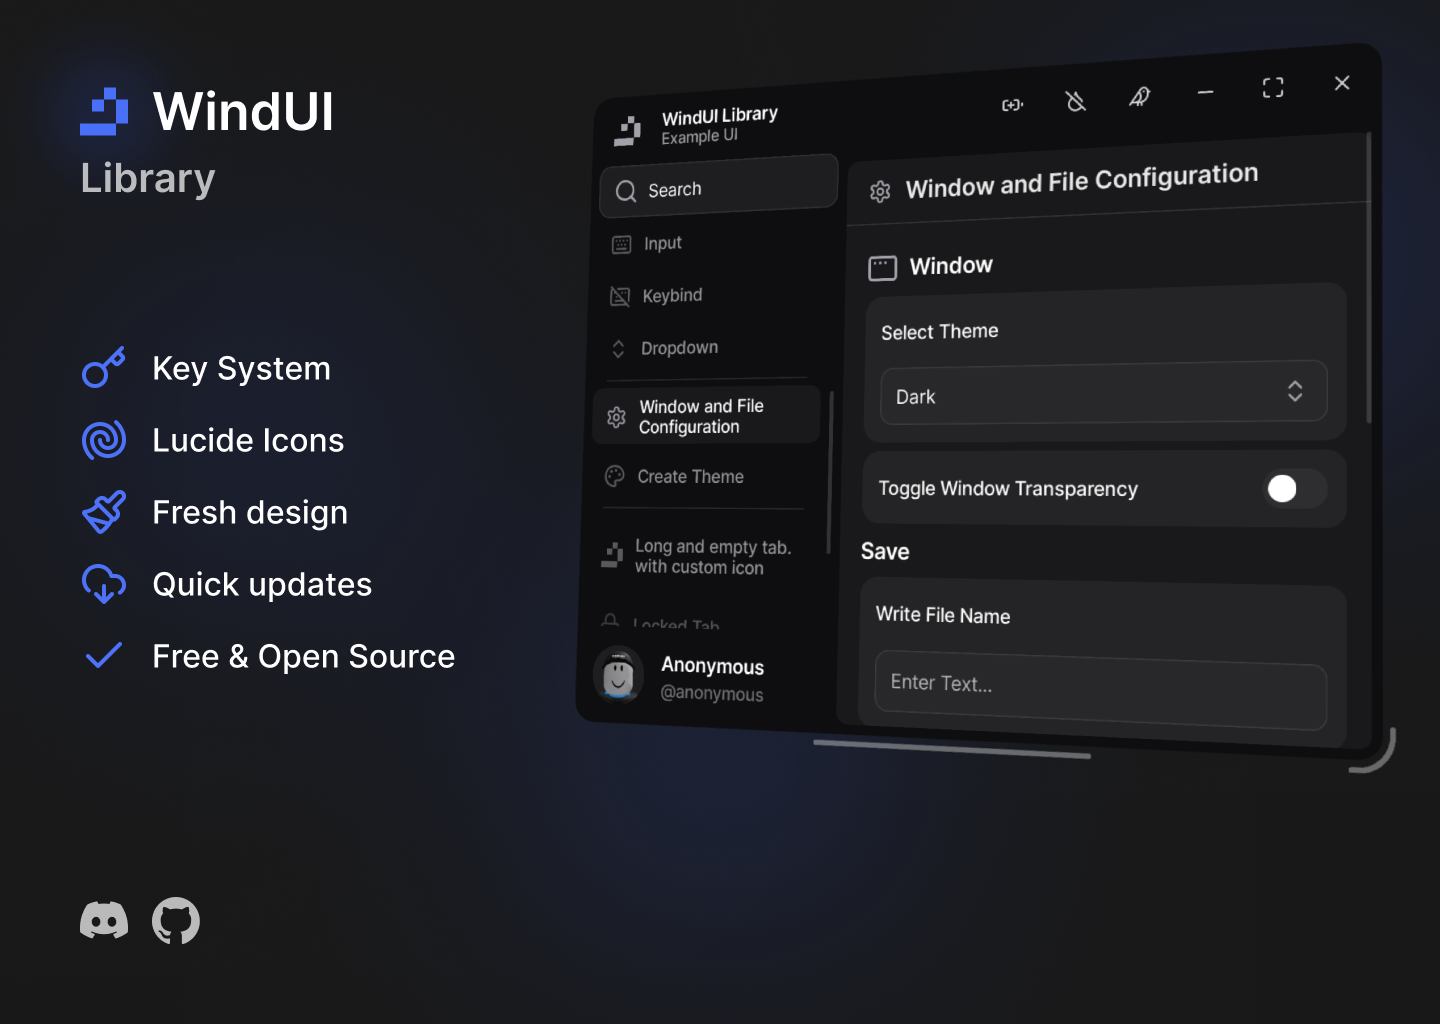 WindUI
Library
Key System
Lucide Icons
Fresh design
Quick updates
Free & Open Source
WindUI Library
Example UI
Search
Input
Keybind
Dropdown
Window and File
Configuration
Create Theme
Long and empty tab.
with custom icon
Locked Tab
Anonymous
@anonymous
Window and File Configuration
Window
Select Theme
Dark
Toggle Window Transparency
Save
Write File Name
Enter Text...